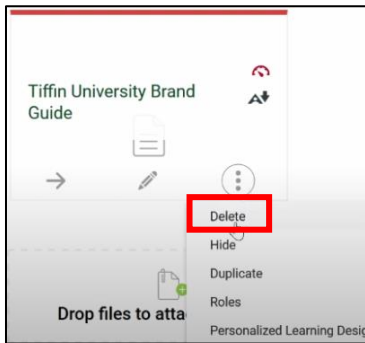 Tiffin University Brand
Guide
Delete
Hide
Duplicate
Drop files to atta
Roles
Personalized Learning Desig